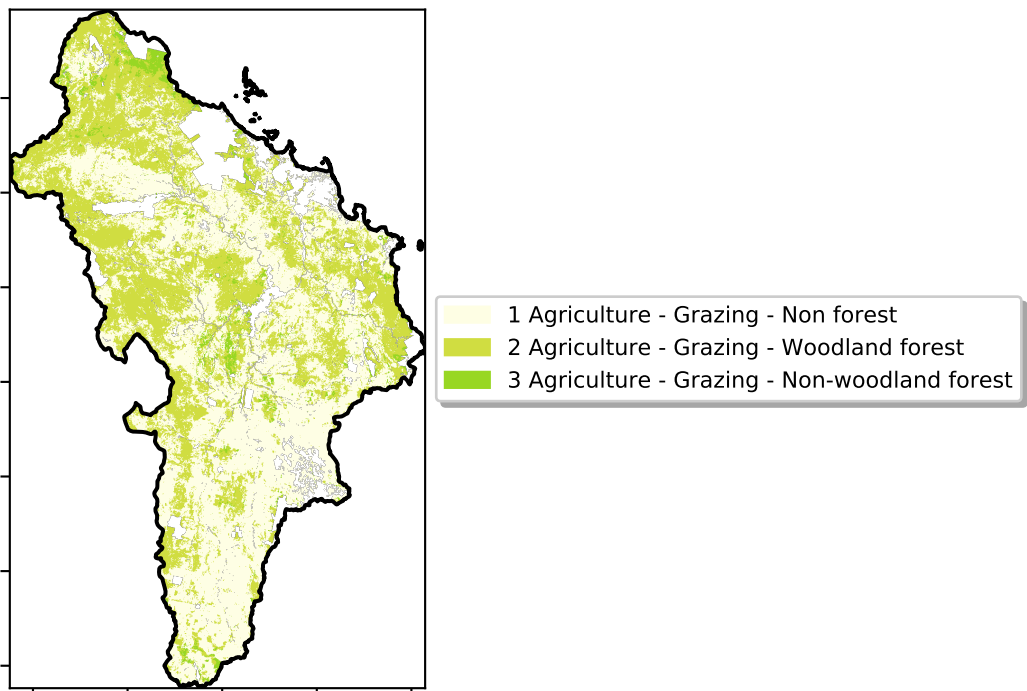 1 Agriculture - Grazing - Non forest
2 Agriculture - Grazing - Woodland forest
3 Agriculture - Grazing - Non-woodland forest